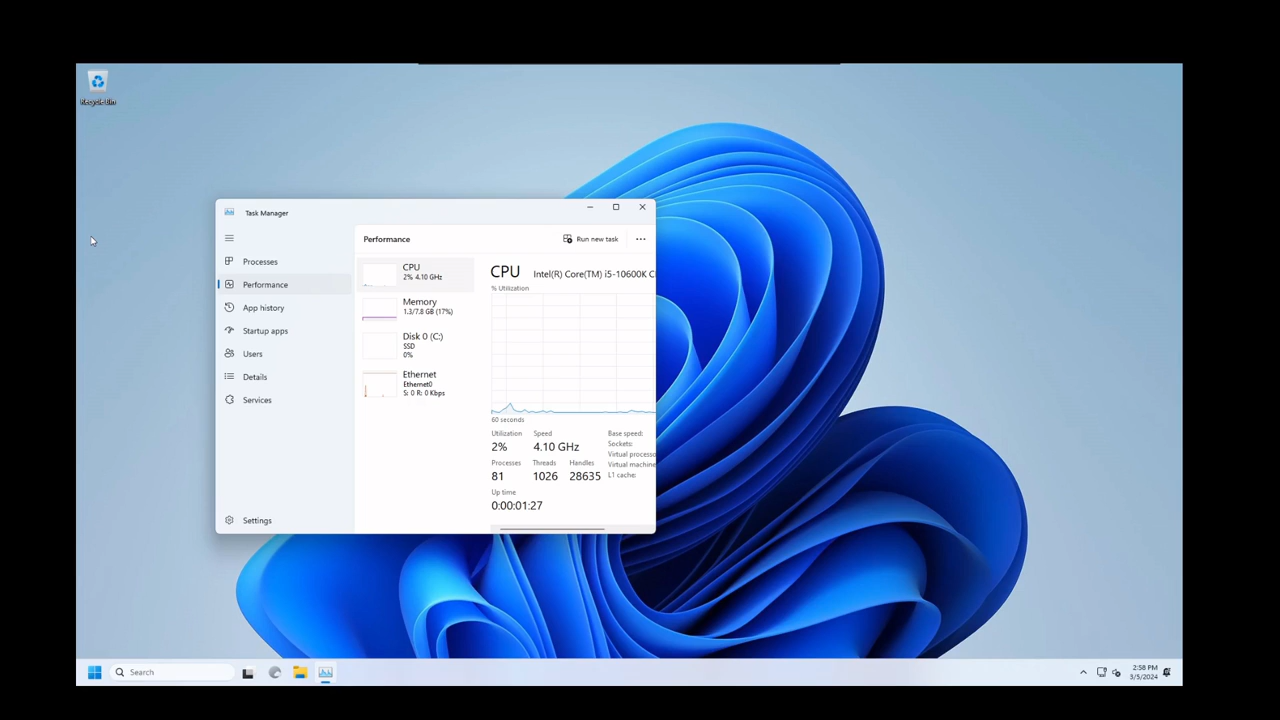 Recycle Bin
Task Manager
Processes
Performance
App history
Startup apps
Users
Details
Services
Settings
Performance
Run new task
CPU
2% 4.10 GHz
Memory
1.3/7.8 GB (17%)
Disk 0 (C:)
SSD
0%
Ethernet
Ethernet0
S: 0 R: 0 Kbps
CPU Intel(R) Core(TM) i5-10600K C
% Utilization
60 seconds
Utilization Speed
2% 4.10 GHz
Processes Threads Handles
81 1026 28635
Up time
0:00:01:27
Base speed:
Sockets:
Virtual processo
Virtual machine
L1 cache:
Search
2:58 PM
3/5/2024